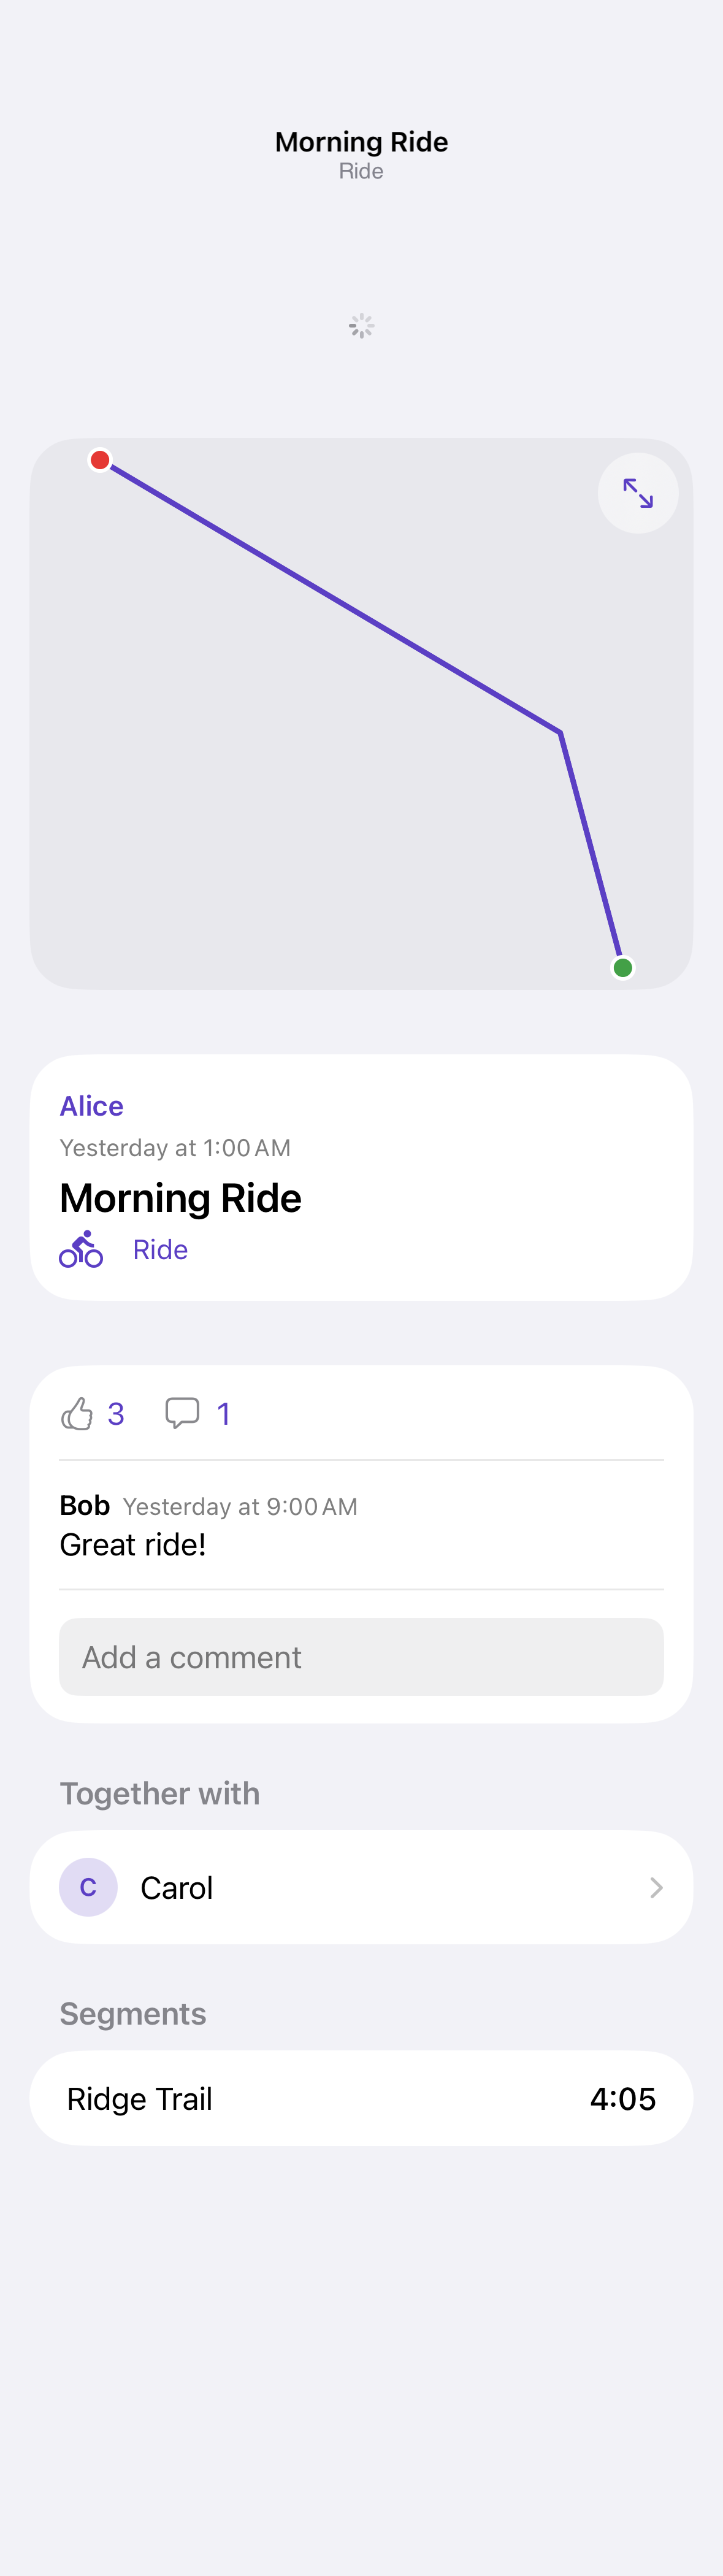 Morning Ride
Ride
Alice
Yesterday at 1:00 AM
Morning Ride
Ride
3 1
Bob Yesterday at 9:00 AM
Great ride!
Add a comment
Together with
C Carol
Segments
Ridge Trail 4:05